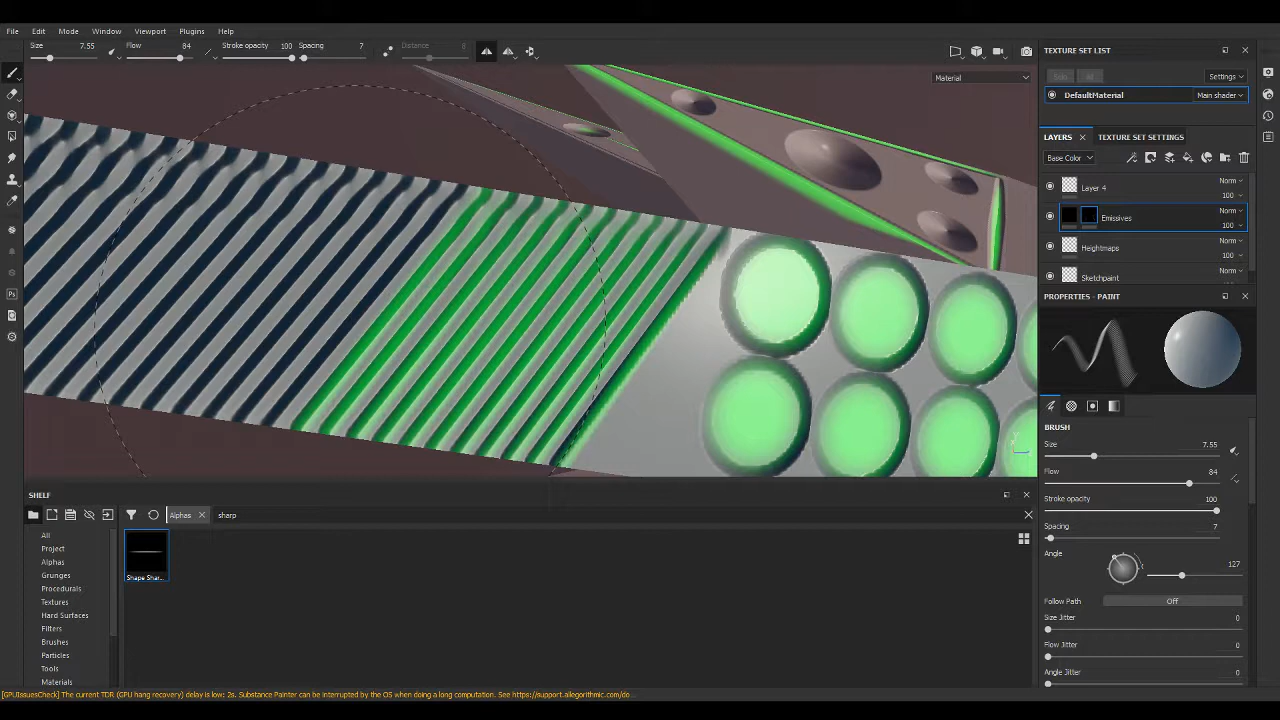 File Edit Mode Window Viewport Plugins Help
Size 7.55 Flow 84 Stroke opacity 100 Spacing 7 Distance 8
Material
TEXTURE SET LIST
Solo All Settings
DefaultMaterial Main shader
LAYERS TEXTURE SET SETTINGS
Base Color
Layer 4 Norm 100
Emissives Norm 100
Heightmaps Norm 100
Sketchpaint Norm
PROPERTIES - PAINT
BRUSH
Size 7.55
Flow 84
Stroke opacity 100
Spacing 7
Angle 127
Follow Path Off
Size Jitter 0
Flow Jitter 0
Angle Jitter 0
SHELF
Alphas sharp
All
Project
Alphas
Grunges
Procedurals
Textures
Hard Surfaces
Filters
Brushes
Particles
Tools
Materials
Shape Shar...
[GPUIssuesCheck] The current TDR (GPU hang recovery) delay is low: 2s. Substance Painter can be interrupted by the OS when doing a long computation. See https://support.allegorithmic.com/do...